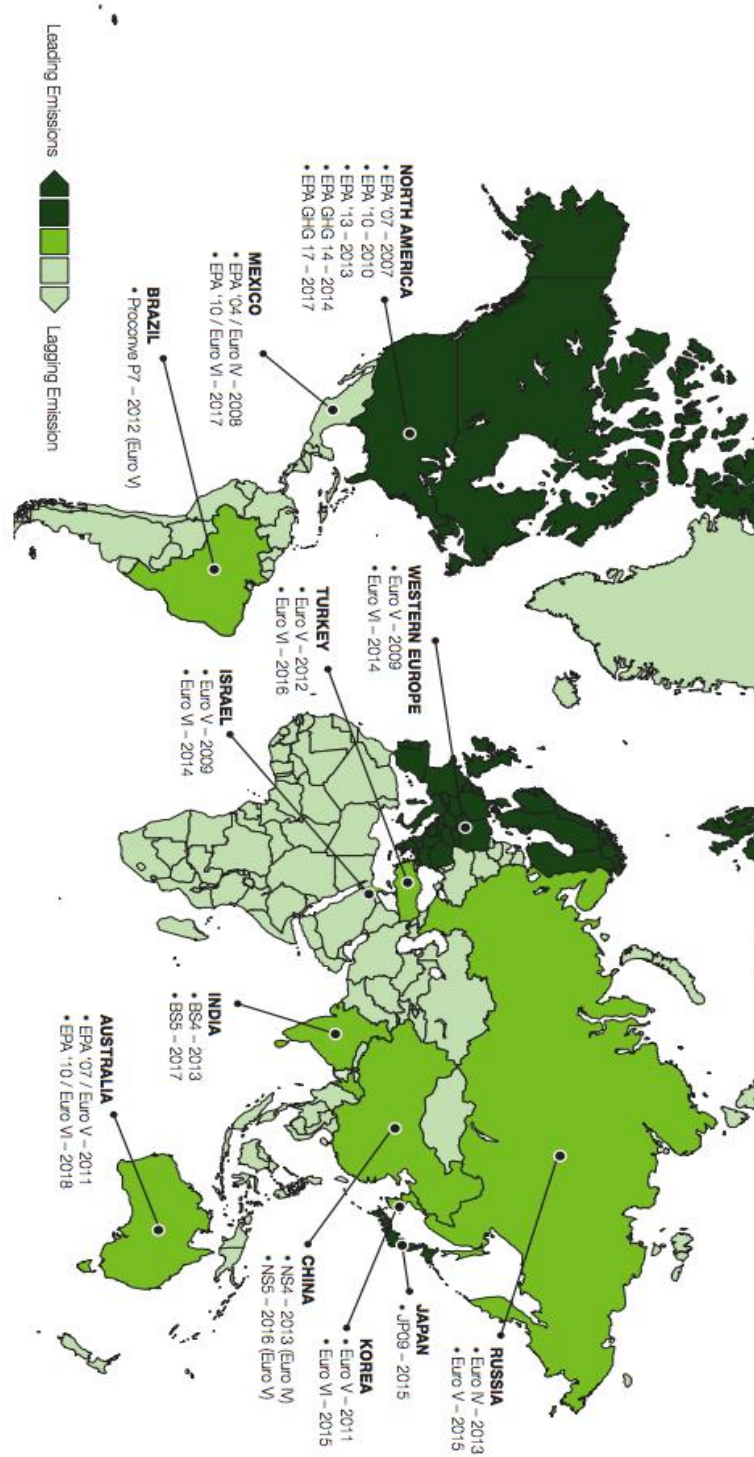 NORTH AMERICA
• EPA '07 – 2007
• EPA '10 – 2010
• EPA '13 – 2013
• EPA GHG 14 – 2014
• EPA GHG 17 – 2017
MEXICO
• EPA '04 / Euro IV – 2008
• EPA '10 / Euro VI – 2017
BRAZIL
• Proconve P7 – 2012 (Euro V)
WESTERN EUROPE
• Euro V – 2009
• Euro VI – 2014
TURKEY
• Euro V – 2012
• Euro VI – 2016
ISRAEL
• Euro V – 2009
• Euro VI – 2014
RUSSIA
• Euro IV – 2013
• Euro V – 2015
JAPAN
• JP09 – 2015
KOREA
• Euro V – 2011
• Euro VI – 2015
CHINA
• NS4 – 2013 (Euro IV)
• NS5 – 2016 (Euro V)
INDIA
• BS4 – 2013
• BS5 – 2017
AUSTRALIA
• EPA '07 / Euro V – 2011
• EPA '10 / Euro VI – 2018
Leading Emissions
Lagging Emission